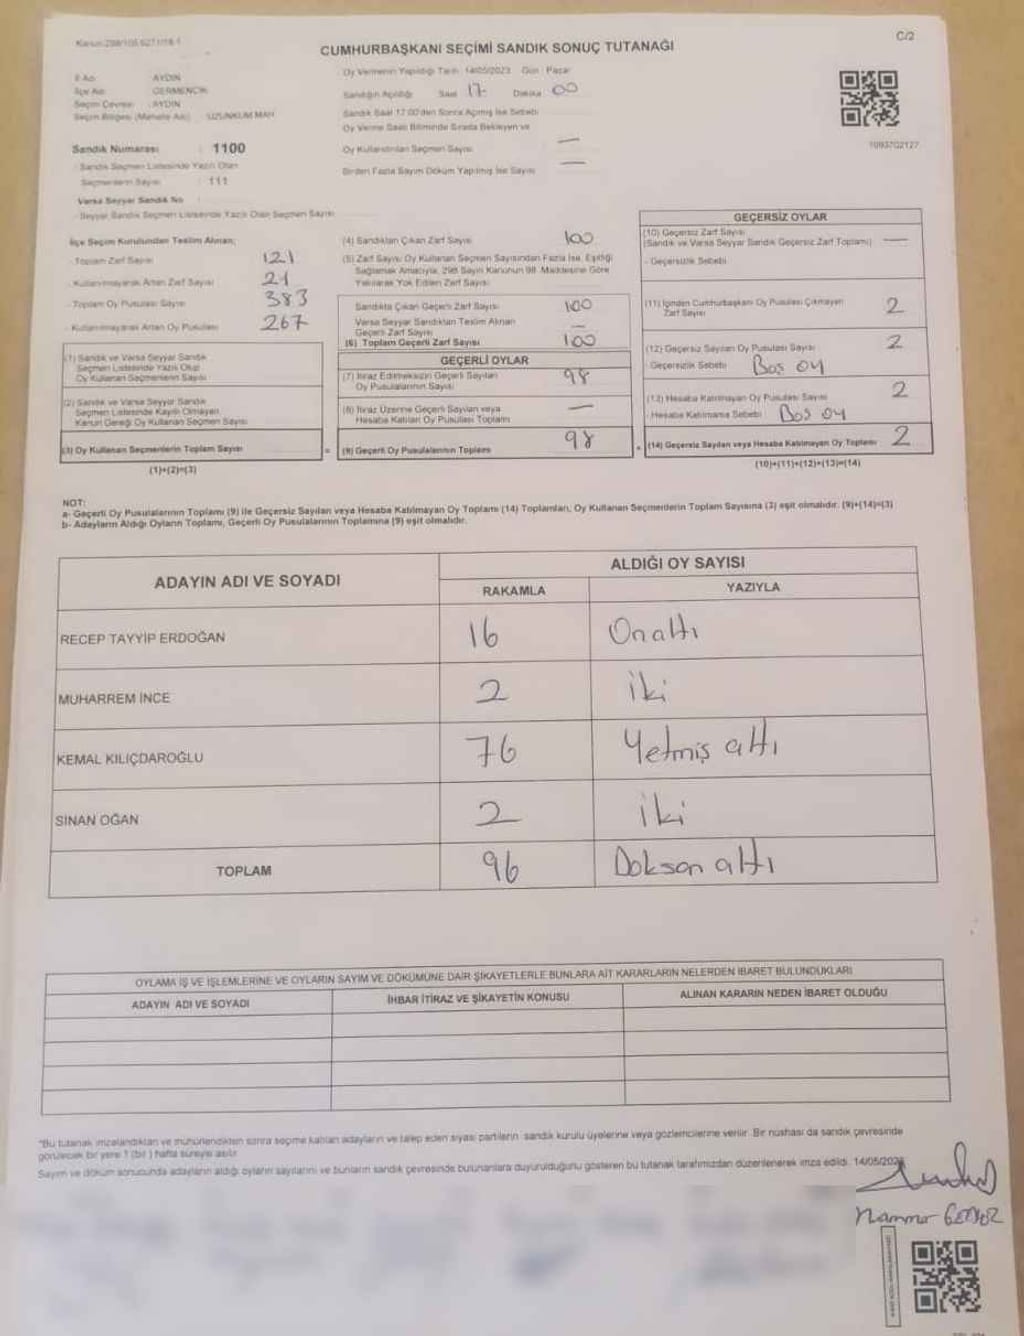 Kanun:298/105.627 I/18-1
C/2
CUMHURBAŞKANI SEÇİMİ SANDIK SONUÇ TUTANAĞI
İl Adı : AYDIN
İlçe Adı : GERMENCİK
Seçim Çevresi : AYDIN
Seçim Bölgesi (Mahalle Adı) : UZUNKUM MAH
Sandık Numarası : 1100
Sandık Seçmen Listesinde Yazılı Olan
Seçmenlerin Sayısı : 111
Varsa Seyyar Sandık No :
- Seyyar Sandık Seçmen Listesinde Yazılı Olan Seçmen Sayısı
Oy Vermenin Yapıldığı Tarih : 14/05/2023 Gün : Pazar
Sandığın Açıldığı Saat 17- Dakika 00
Sandık Saat 17:00'den Sonra Açılmış İse Sebebi
Oy Verme Saati Bitiminde Sırada Bekleyen ve
Oy Kullandırılan Seçmen Sayısı —
Birden Fazla Sayım Döküm Yapılmış İse Sayısı —
1093702127
İlçe Seçim Kurulundan Teslim Alınan;
- Toplam Zarf Sayısı 121
- Kullanılmayarak Artan Zarf Sayısı 21
- Toplam Oy Pusulası Sayısı 383
- Kullanılmayarak Artan Oy Pusulası 267
(1) Sandık ve Varsa Seyyar Sandık
Seçmen Listesinde Yazılı Olup
Oy Kullanan Seçmenlerin Sayısı
(2) Sandık ve Varsa Seyyar Sandık
Seçmen Listesinde Kayıtlı Olmayan
Kanun Gereği Oy Kullanan Seçmen Sayısı
(3) Oy Kullanan Seçmenlerin Toplam Sayısı
(1)+(2)=(3)
(4) Sandıktan Çıkan Zarf Sayısı 100
(5) Zarf Sayısı Oy Kullanan Seçmen Sayısından Fazla İse, Eşitliği
Sağlamak Amacıyla, 298 Sayılı Kanunun 98. Maddesine Göre
Yakılarak Yok Edilen Zarf Sayısı
Sandıkta Çıkan Geçerli Zarf Sayısı 100
Varsa Seyyar Sandıktan Teslim Alınan
Geçerli Zarf Sayısı —
(6) Toplam Geçerli Zarf Sayısı 100
GEÇERLİ OYLAR
(7) İtiraz Edilmeksizin Geçerli Sayılan
Oy Pusulalarının Sayısı 98
(8) İtiraz Üzerine Geçerli Sayılan veya
Hesaba Katılan Oy Pusulası Toplamı —
= (9) Geçerli Oy Pusulalarının Toplamı 98
GEÇERSİZ OYLAR
(10) Geçersiz Zarf Sayısı
(Sandık ve Varsa Seyyar Sandık Geçersiz Zarf Toplamı) —
- Geçersizlik Sebebi
(11) İçinden Cumhurbaşkanı Oy Pusulası Çıkmayan
Zarf Sayısı 2
(12) Geçersiz Sayılan Oy Pusulası Sayısı 2
- Geçersizlik Sebebi Boş oy
(13) Hesaba Katılmayan Oy Pusulası Sayısı 2
- Hesaba Katılmama Sebebi Boş oy
+ (14) Geçersiz Sayılan veya Hesaba Katılmayan Oy Toplamı 2
(10)+(11)+(12)+(13)=(14)
NOT:
a- Geçerli Oy Pusulalarının Toplamı (9) ile Geçersiz Sayılan veya Hesaba Katılmayan Oy Toplamı (14) Toplamları, Oy Kullanan Seçmenlerin Toplam Sayısına (3) eşit olmalıdır. (9)+(14)=(3)
b- Adayların Aldığı Oyların Toplamı, Geçerli Oy Pusulalarının Toplamına (9) eşit olmalıdır.
ADAYIN ADI VE SOYADI
ALDIĞI OY SAYISI
RAKAMLA YAZIYLA
RECEP TAYYİP ERDOĞAN 16 Onaltı
MUHARREM İNCE 2 İki
KEMAL KILIÇDAROĞLU 76 Yetmiş altı
SİNAN OĞAN 2 İki
TOPLAM 96 Doksan altı
OYLAMA İŞ VE İŞLEMLERİNE VE OYLARIN SAYIM VE DÖKÜMÜNE DAİR ŞİKAYETLERLE BUNLARA AİT KARARLARIN NELERDEN İBARET BULUNDUKLARI
ADAYIN ADI VE SOYADI İHBAR İTİRAZ VE ŞİKAYETİN KONUSU ALINAN KARARIN NEDEN İBARET OLDUĞU
"Bu tutanak imzalandıktan ve mühürlendikten sonra seçime katılan adayların ve talep eden siyasi partilerin sandık kurulu üyelerine veya gözlemcilerine verilir. Bir nüshası da sandık çevresinde
görülecek bir yere 1 (bir) hafta süreyle asılır.
Sayım ve döküm sonucunda adayların aldığı oyların sayılarını ve bunların sandık çevresinde bulunanlara duyurulduğunu gösteren bu tutanak tarafımızdan düzenlenerek imza edildi. 14/05/2023